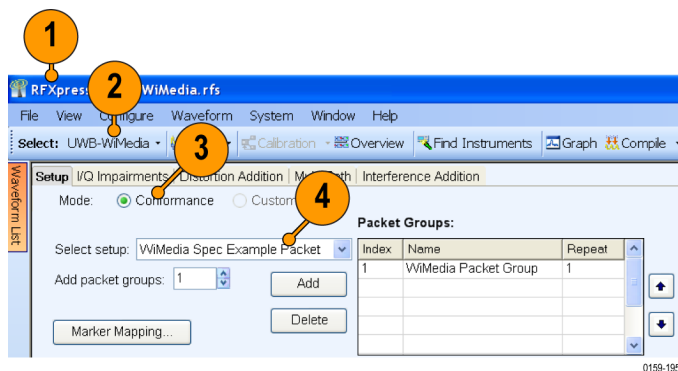 1
RFXpres WiMedia.rfs
2
File View Configure Waveform System Window Help
Select: UWB-WiMedia Calibration Overview Find Instruments Graph Compile
3
Waveform List
Setup I/Q Impairments Distortion Addition Interference Addition
Mode: Conformance Custom
4
Packet Groups:
Select setup: WiMedia Spec Example Packet
Index Name Repeat
1 WiMedia Packet Group 1
Add packet groups: 1
Add
Delete
Marker Mapping...
0159-195